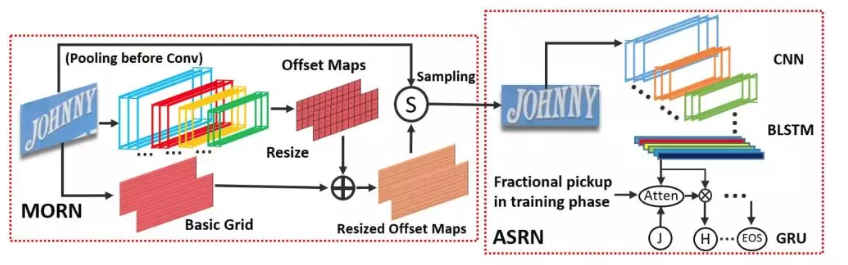 (Pooling before Conv)
Offset Maps
Sampling
CNN
JOHNNY
S
JOHNNY
... ... ...
Resize
BLSTM
Fractional pickup
in training phase
Atten
...
MORN
Basic Grid
Resized Offset Maps
ASRN
J
H
...
EOS
GRU